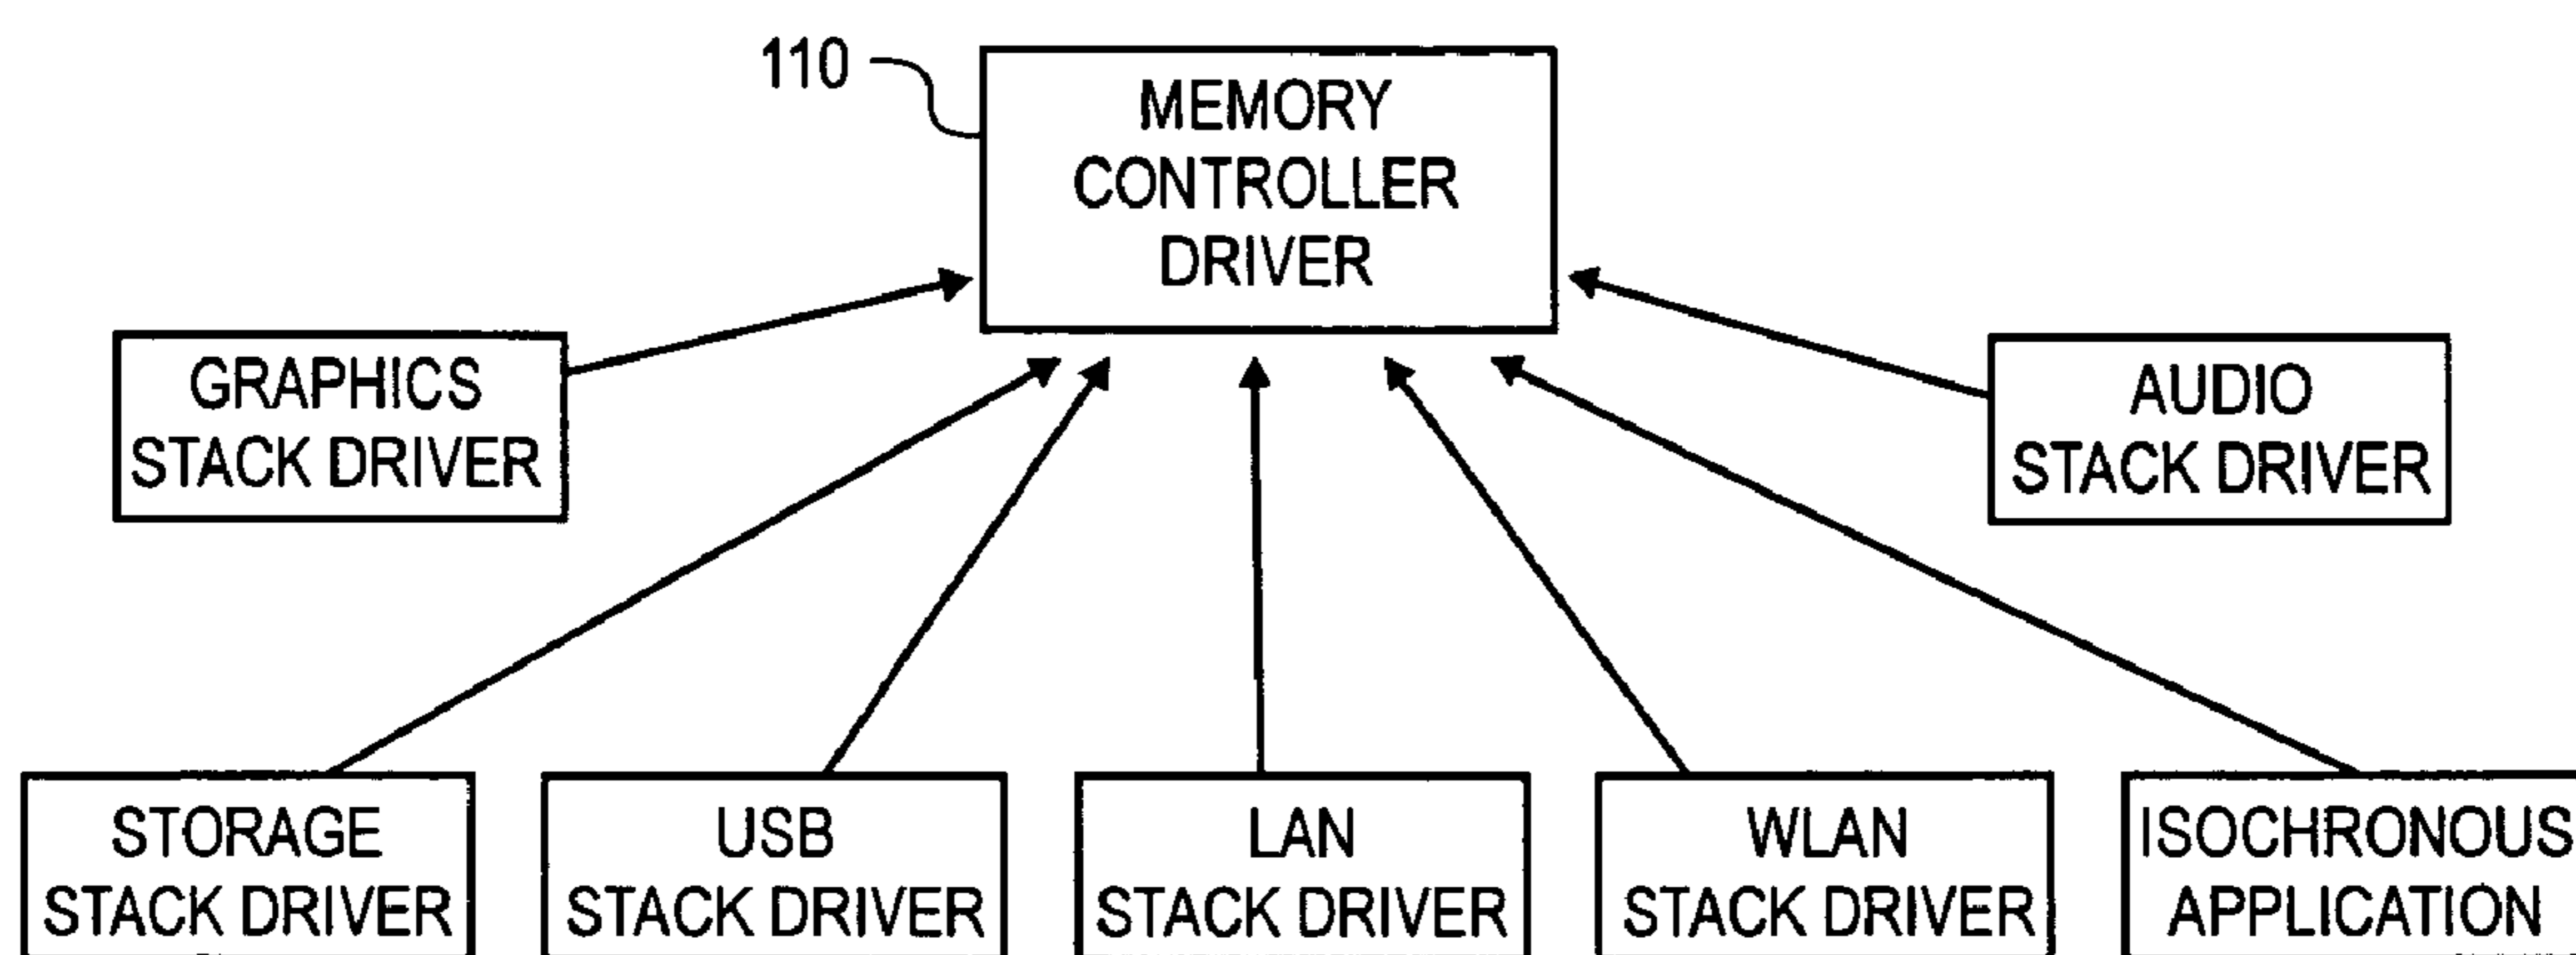 110
MEMORY
CONTROLLER
DRIVER
GRAPHICS
STACK DRIVER
AUDIO
STACK DRIVER
STORAGE
STACK DRIVER
USB
STACK DRIVER
LAN
STACK DRIVER
WLAN
STACK DRIVER
ISOCHRONOUS
APPLICATION